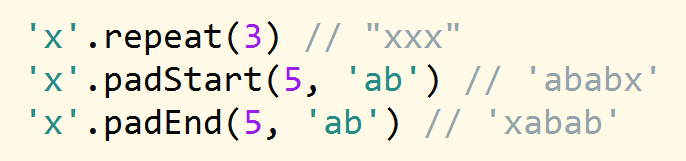 'x'.repeat(3) // "xxx"
'x'.padStart(5, 'ab') // 'ababx'
'x'.padEnd(5, 'ab') // 'xabab'